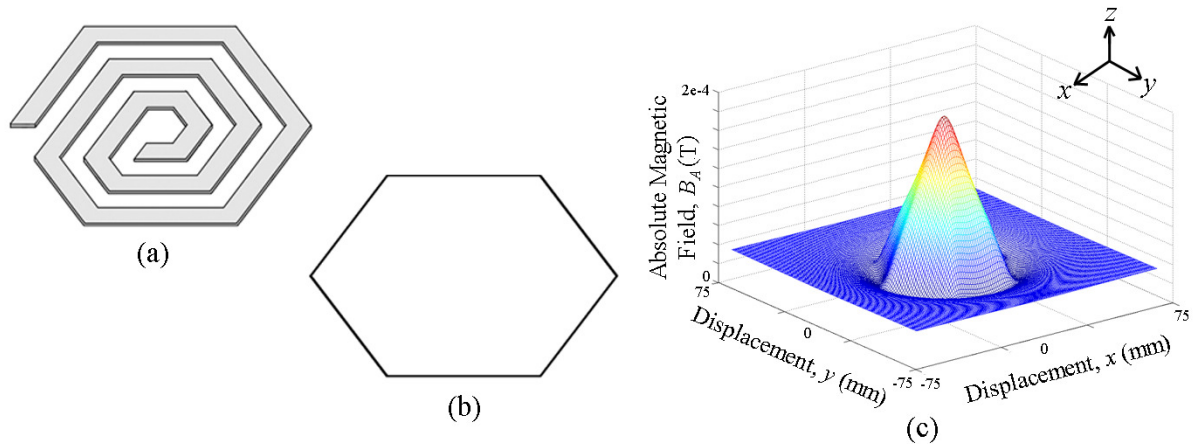 (a)
(b)
z
x
y
2e-4
Absolute Magnetic
Field, B_A (T)
0
75
0
-75
Displacement, y (mm)
-75
0
75
Displacement, x (mm)
(c)